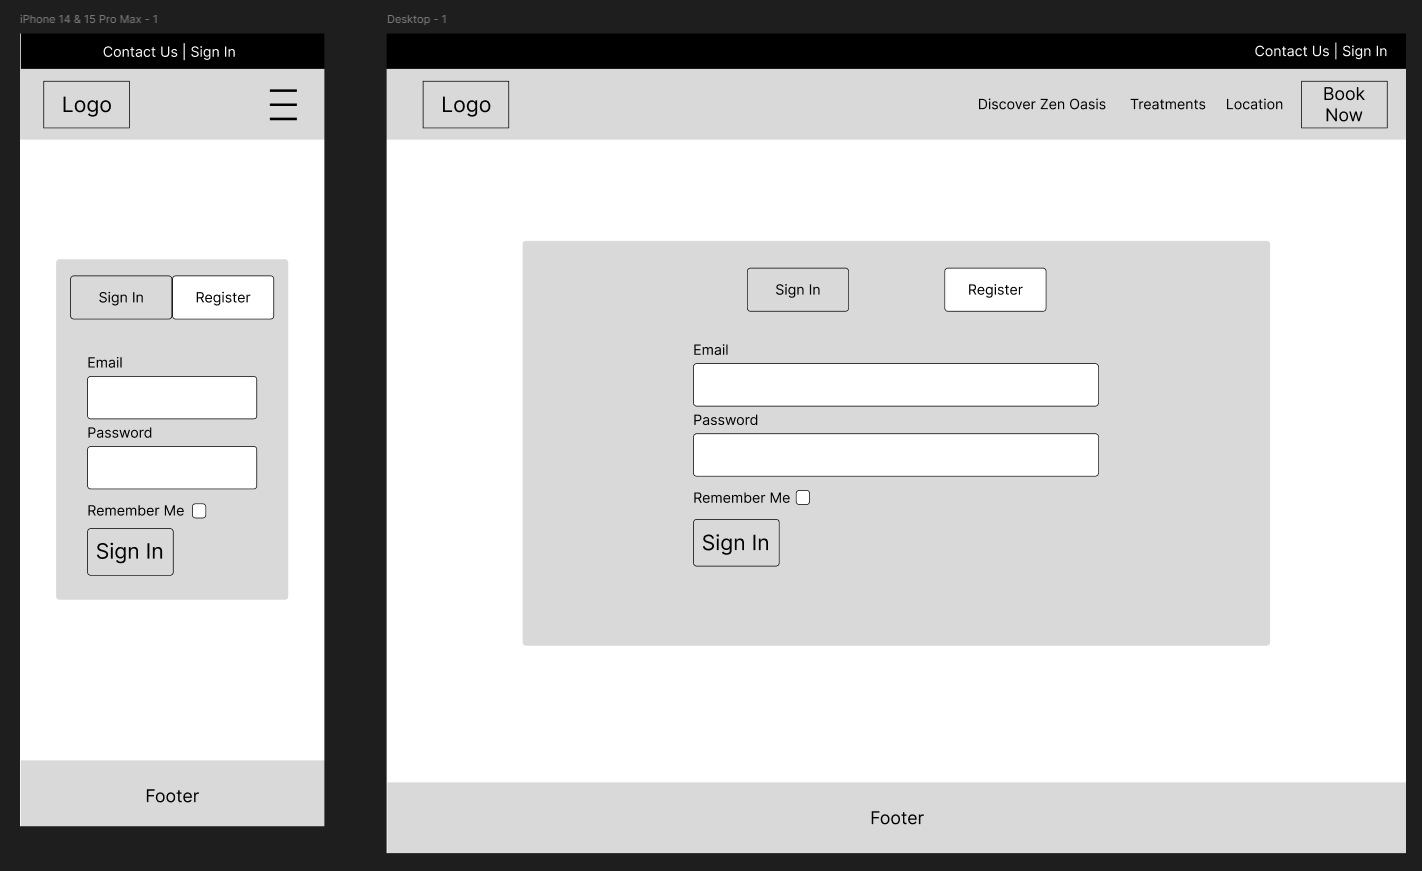 iPhone 14 & 15 Pro Max - 1
Contact Us | Sign In
Logo
Sign In
Register
Email
Password
Remember Me
Sign In
Footer
Desktop - 1
Contact Us | Sign In
Logo
Discover Zen Oasis
Treatments
Location
Book
Now
Sign In
Register
Email
Password
Remember Me
Sign In
Footer